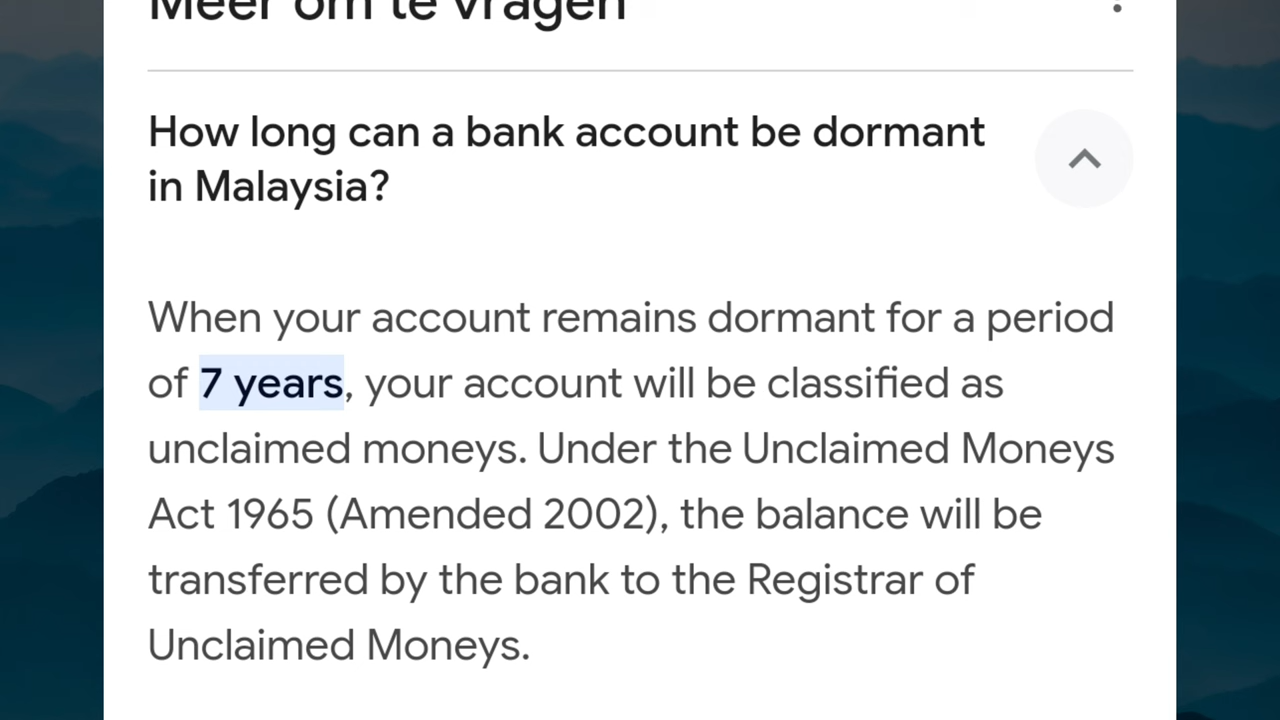 Meer om te vragen
How long can a bank account be dormant
in Malaysia?
When your account remains dormant for a period
of 7 years, your account will be classified as
unclaimed moneys. Under the Unclaimed Moneys
Act 1965 (Amended 2002), the balance will be
transferred by the bank to the Registrar of
Unclaimed Moneys.